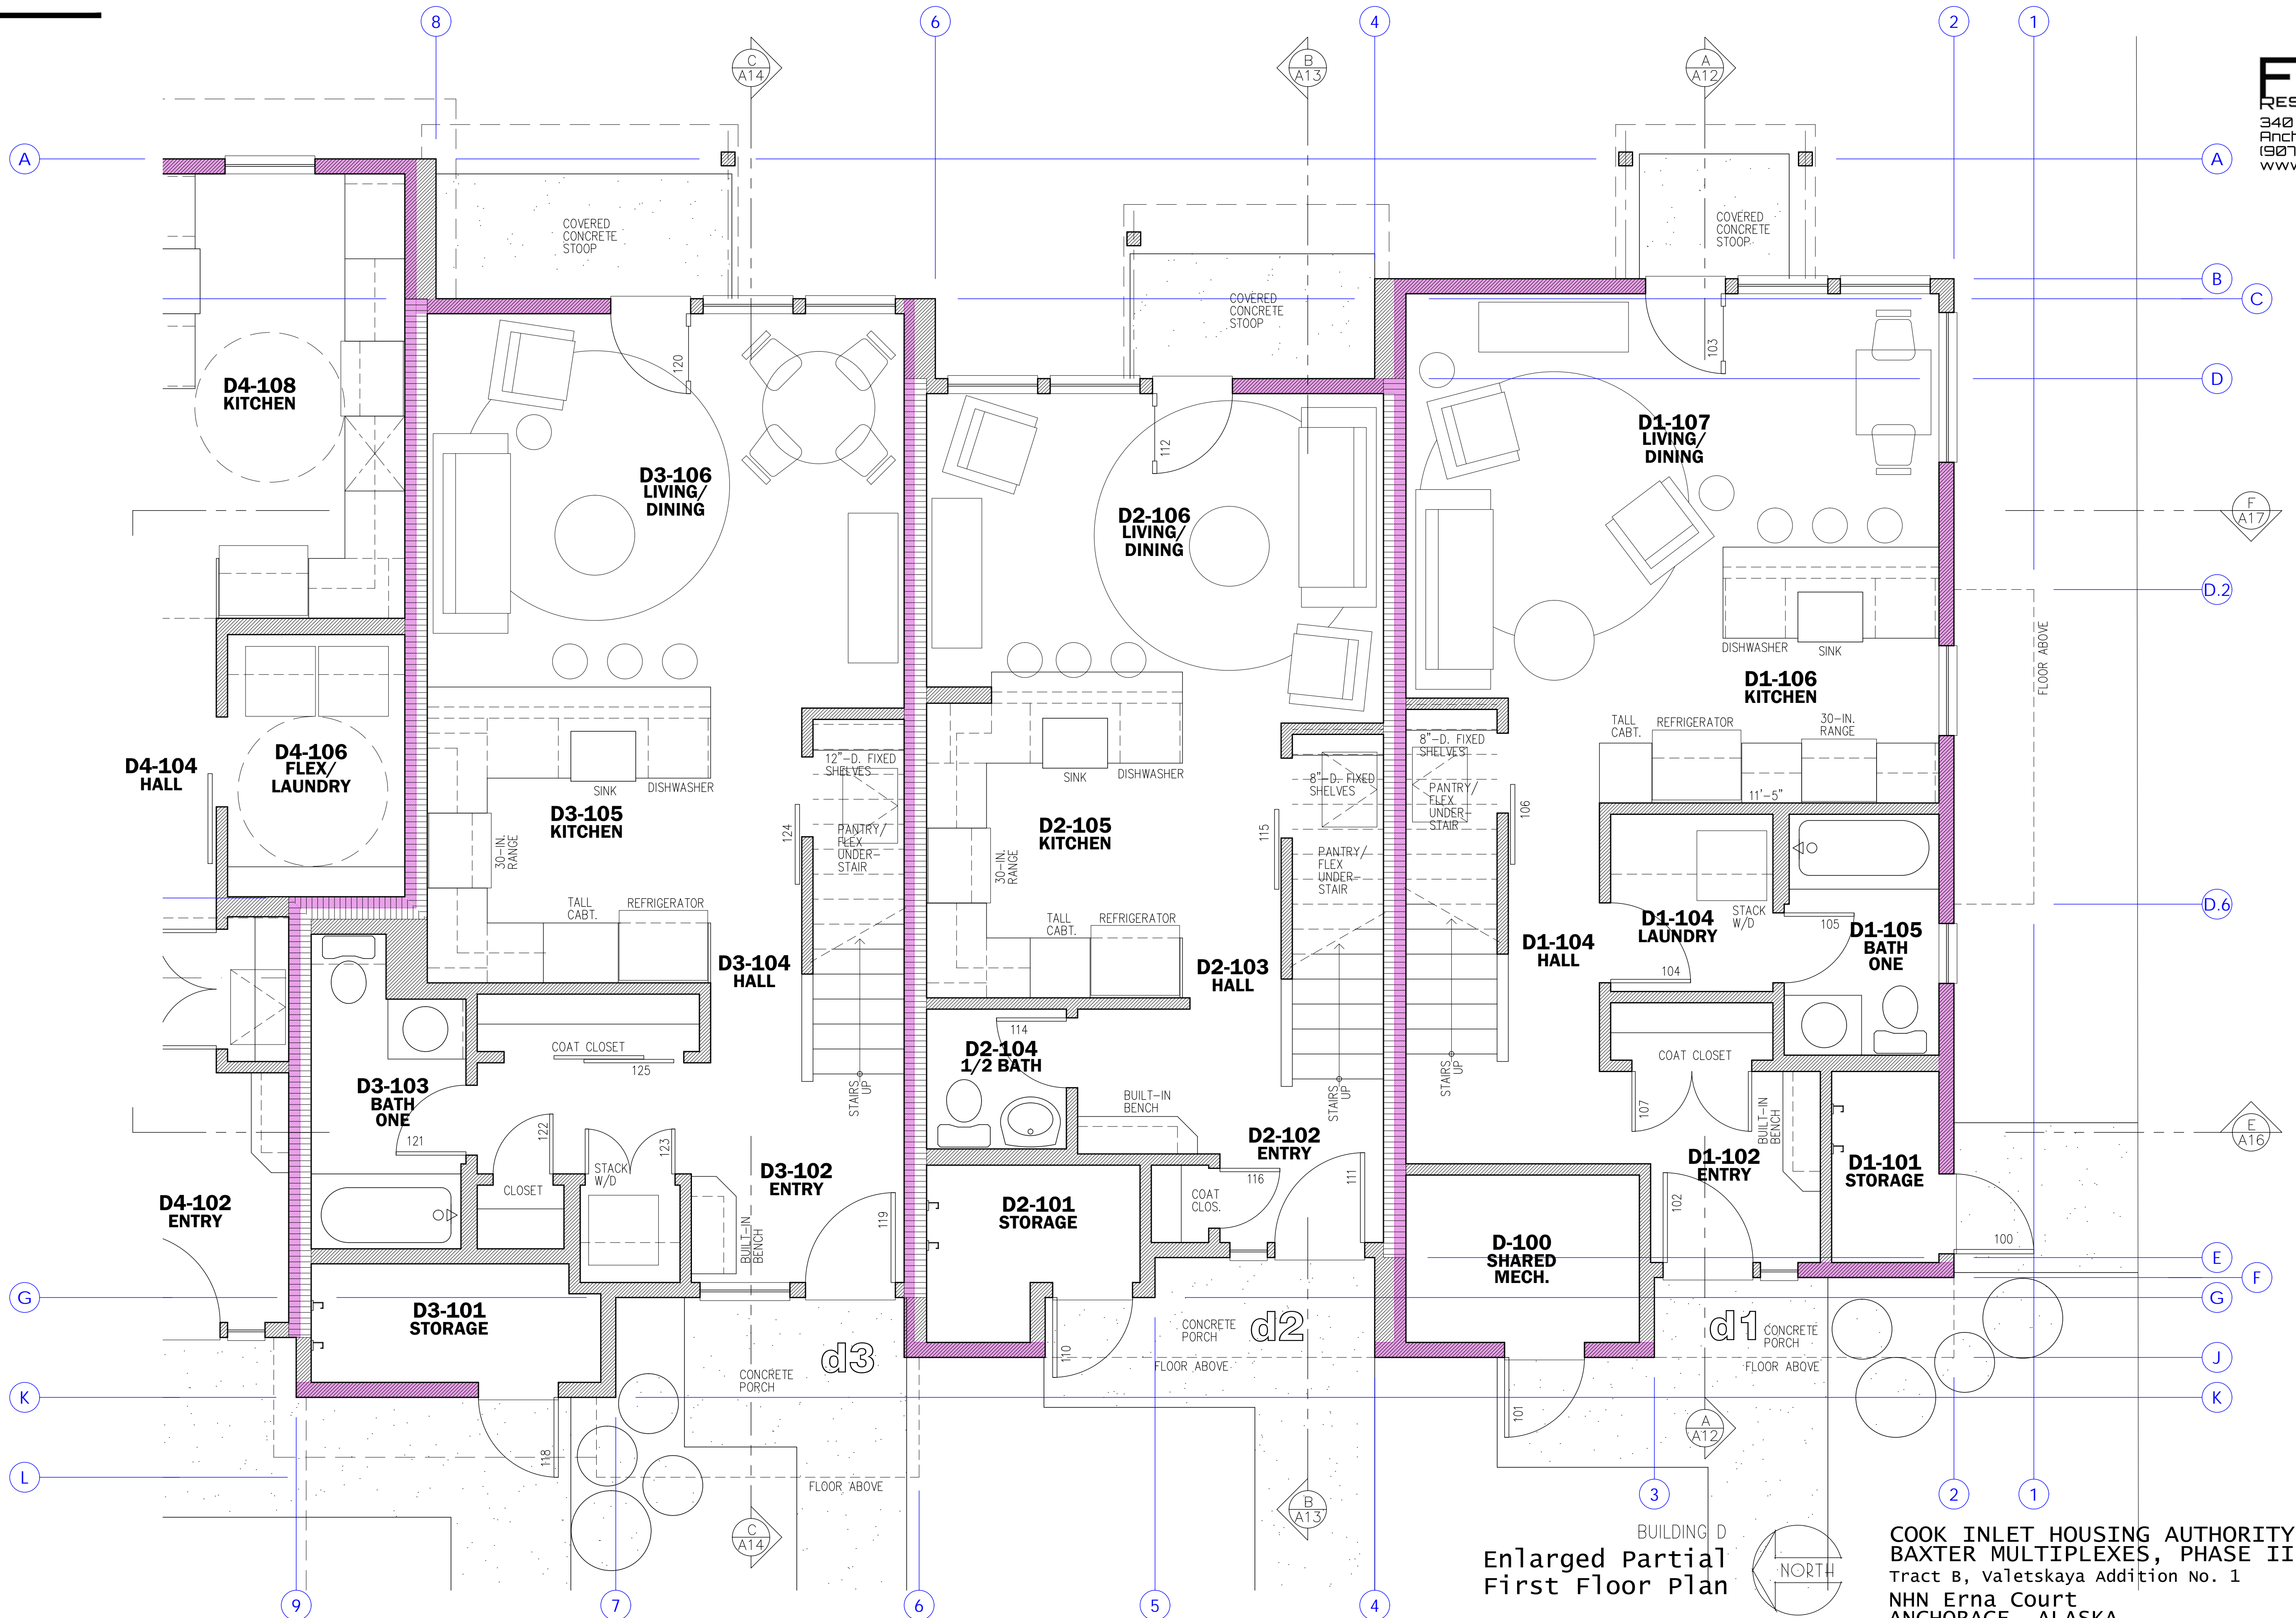 8
6
4
2
1
C
A14
B
A13
A
A12
340
(907
www
A
A
B
C
D
D.2
D.6
COVERED
CONCRETE
STOOP
COVERED
CONCRETE
STOOP
COVERED
CONCRETE
STOOP
D4-108
KITCHEN
120
112
103
D3-106
LIVING/
DINING
D2-106
LIVING/
DINING
D1-107
LIVING/
DINING
F
A17
FLOOR ABOVE
DISHWASHER
SINK
D1-106
KITCHEN
TALL
CABT.
REFRIGERATOR
30-IN.
RANGE
11'-5"
D4-104
HALL
D4-106
FLEX/
LAUNDRY
SINK
DISHWASHER
D3-105
KITCHEN
30-IN.
RANGE
TALL
CABT.
REFRIGERATOR
12"-D. FIXED
SHELVES
124
PANTRY/
FLEX
UNDER-
STAIR
SINK
DISHWASHER
D2-105
KITCHEN
30-IN.
RANGE
TALL
CABT.
REFRIGERATOR
8"-D. FIXED
SHELVES
115
PANTRY/
FLEX
UNDER-
STAIR
8"-D. FIXED
SHELVES
PANTRY/
FLEX
UNDER-
STAIR
106
D3-104
HALL
D2-103
HALL
D1-104
HALL
D1-104
LAUNDRY
STACK
W/D
104
105
D1-105
BATH
ONE
COAT CLOSET
125
D3-103
BATH
ONE
121
122
123
STACK
W/D
CLOSET
STAIRS
UP
D3-102
ENTRY
BUILT-IN
BENCH
119
114
D2-104
1/2 BATH
BUILT-IN
BENCH
STAIRS
UP
D2-102
ENTRY
116
111
COAT
CLOS.
D2-101
STORAGE
STAIRS
UP
COAT CLOSET
107
BUILT-IN
BENCH
D1-102
ENTRY
102
D1-101
STORAGE
100
E
A16
D4-102
ENTRY
D-100
SHARED
MECH.
E
F
G
G
D3-101
STORAGE
118
d3
CONCRETE
PORCH
FLOOR ABOVE
110
CONCRETE
PORCH
d2
FLOOR ABOVE
101
d1
CONCRETE
PORCH
FLOOR ABOVE
J
K
K
L
C
A14
B
A13
A
A12
3
2
1
9
7
6
5
4
BUILDING D
Enlarged Partial
First Floor Plan
NORTH
COOK INLET HOUSING AUTHORITY
BAXTER MULTIPLEXES, PHASE II
Tract B, Valetskaya Addition No. 1
NHN Erna Court
ANCHORAGE, ALASKA